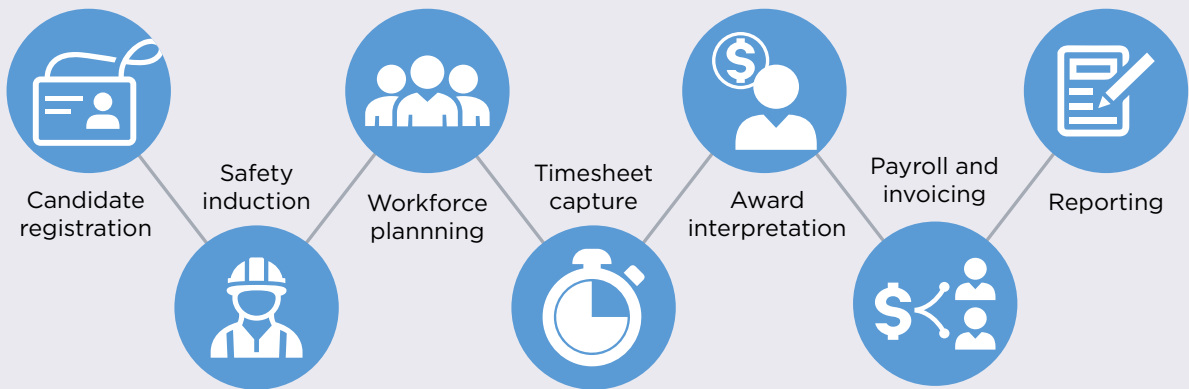 Candidate
registration
Safety
induction
Workforce
plannning
Timesheet
capture
Award
interpretation
Payroll and
invoicing
Reporting
$
$